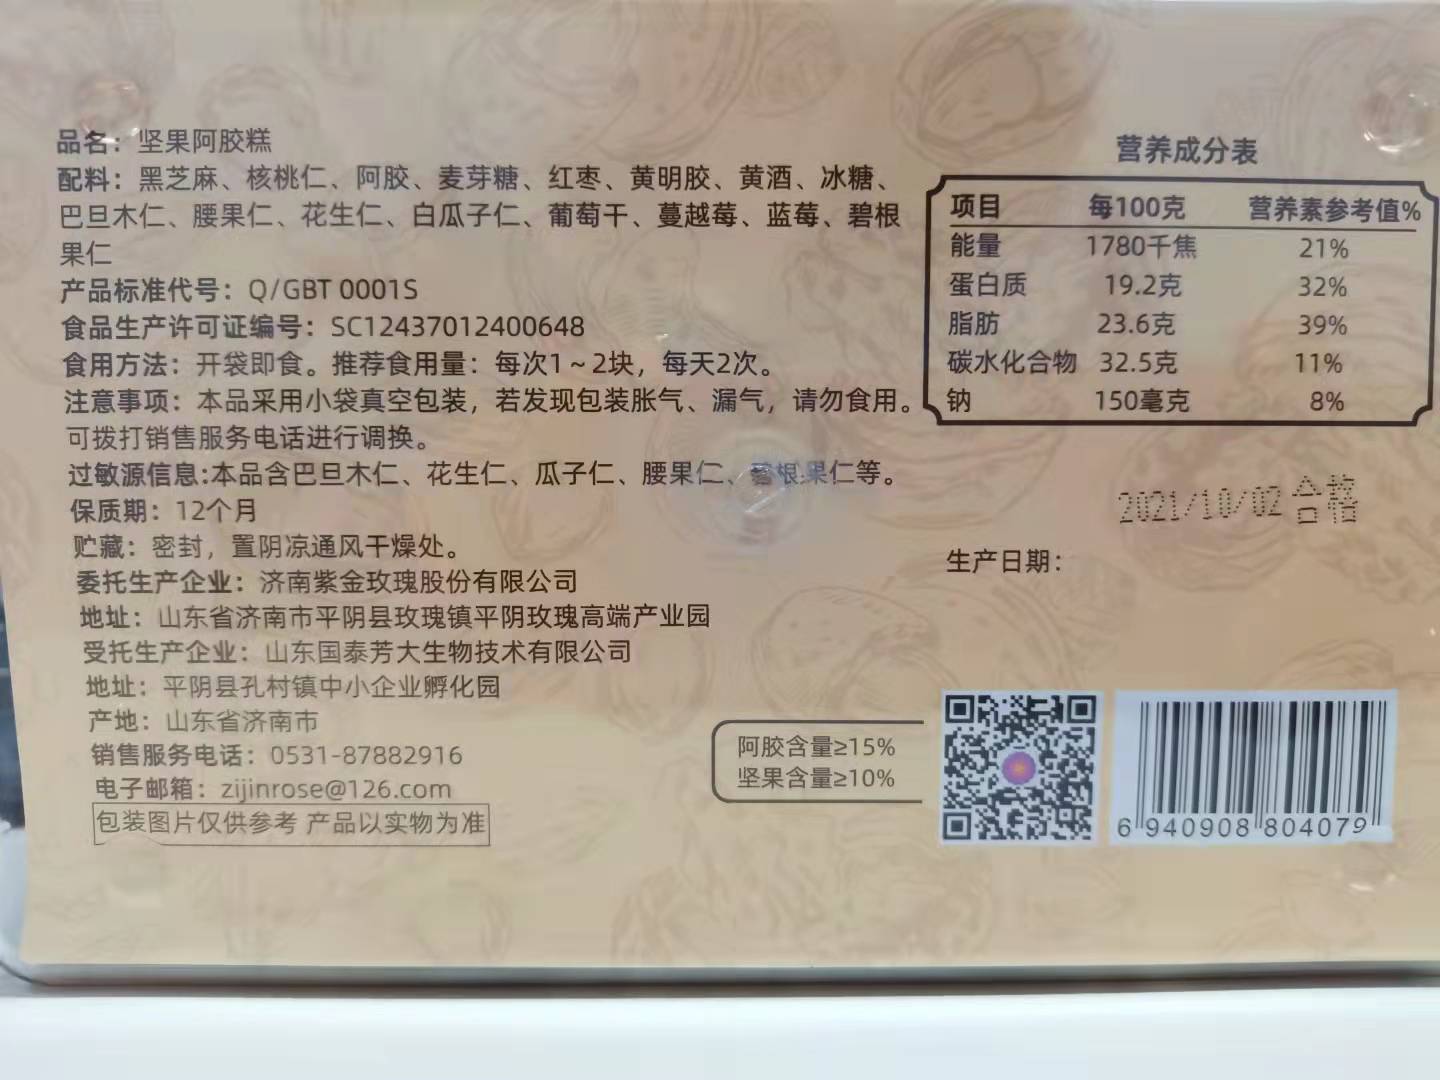 品名：坚果阿胶糕
配料：黑芝麻、核桃仁、阿胶、麦芽糖、红枣、黄明胶、黄酒、冰糖、
巴旦木仁、腰果仁、花生仁、白瓜子仁、葡萄干、蔓越莓、蓝莓、碧根
果仁
产品标准代号：Q/GBT 0001S
食品生产许可证编号：SC12437012400648
食用方法：开袋即食。推荐食用量：每次1～2块，每天2次。
注意事项：本品采用小袋真空包装，若发现包装胀气、漏气，请勿食用。
可拨打销售服务电话进行调换。
过敏源信息:本品含巴旦木仁、花生仁、瓜子仁、腰果仁、碧根果仁等。
保质期：12个月
贮藏：密封，置阴凉通风干燥处。
委托生产企业：济南紫金玫瑰股份有限公司
地址：山东省济南市平阴县玫瑰镇平阴玫瑰高端产业园
受托生产企业：山东国泰芳大生物技术有限公司
地址：平阴县孔村镇中小企业孵化园
产地：山东省济南市
销售服务电话：0531-87882916
电子邮箱：zijinrose@126.com
包装图片仅供参考 产品以实物为准
阿胶含量≥15%
坚果含量≥10%
营养成分表
项目 每100克 营养素参考值%
能量 1780千焦 21%
蛋白质 19.2克 32%
脂肪 23.6克 39%
碳水化合物 32.5克 11%
钠 150毫克 8%
2021/10/02 合格
生产日期：
6 940908 804079